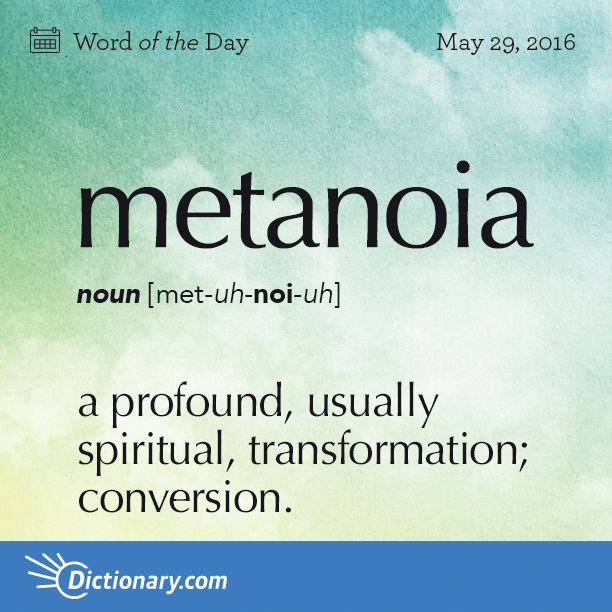 Word of the Day
May 29, 2016
metanoia
noun [met-uh-noi-uh]
a profound, usually
spiritual, transformation;
conversion.
Dictionary.com